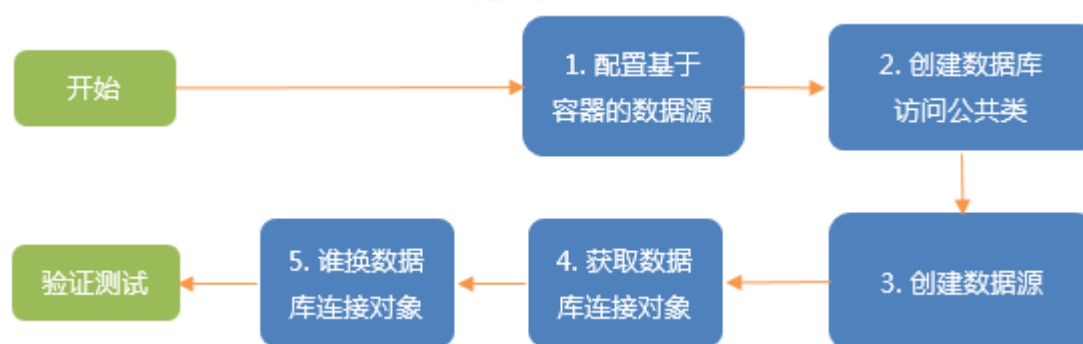 开始
1. 配置基于
容器的数据源
2. 创建数据库
访问公共类
3. 创建数据源
4. 获取数据
库连接对象
5. 谁换数据
库连接对象
验证测试